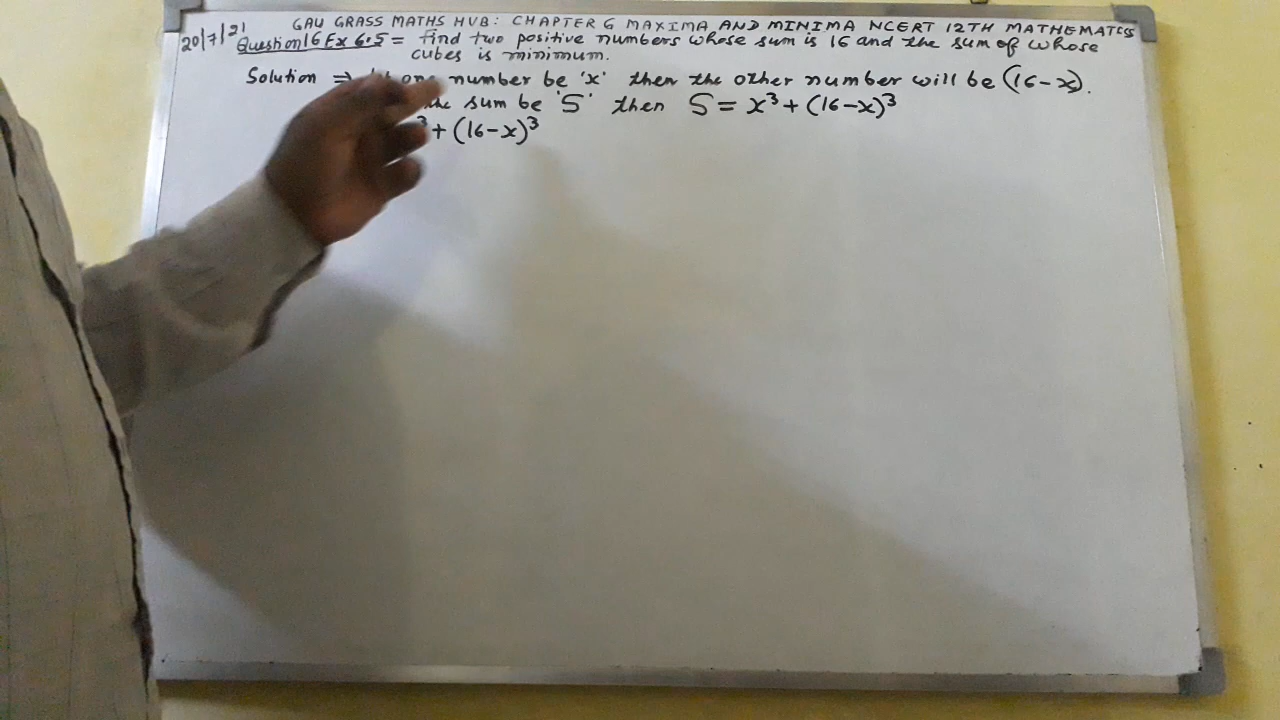 20/7/21 GAU GRASS MATHS HUB: CHAPTER 6 MAXIMA AND MINIMA NCERT 12TH MATHEMATICS
Question 16 Ex 6.5 = find two positive numbers whose sum is 16 and the sum of whose
cubes is minimum.
Solution ⇒ one number be 'x' then the other number will be (16-x).
the sum be 'S' then S = x³ + (16-x)³
³ + (16-x)³